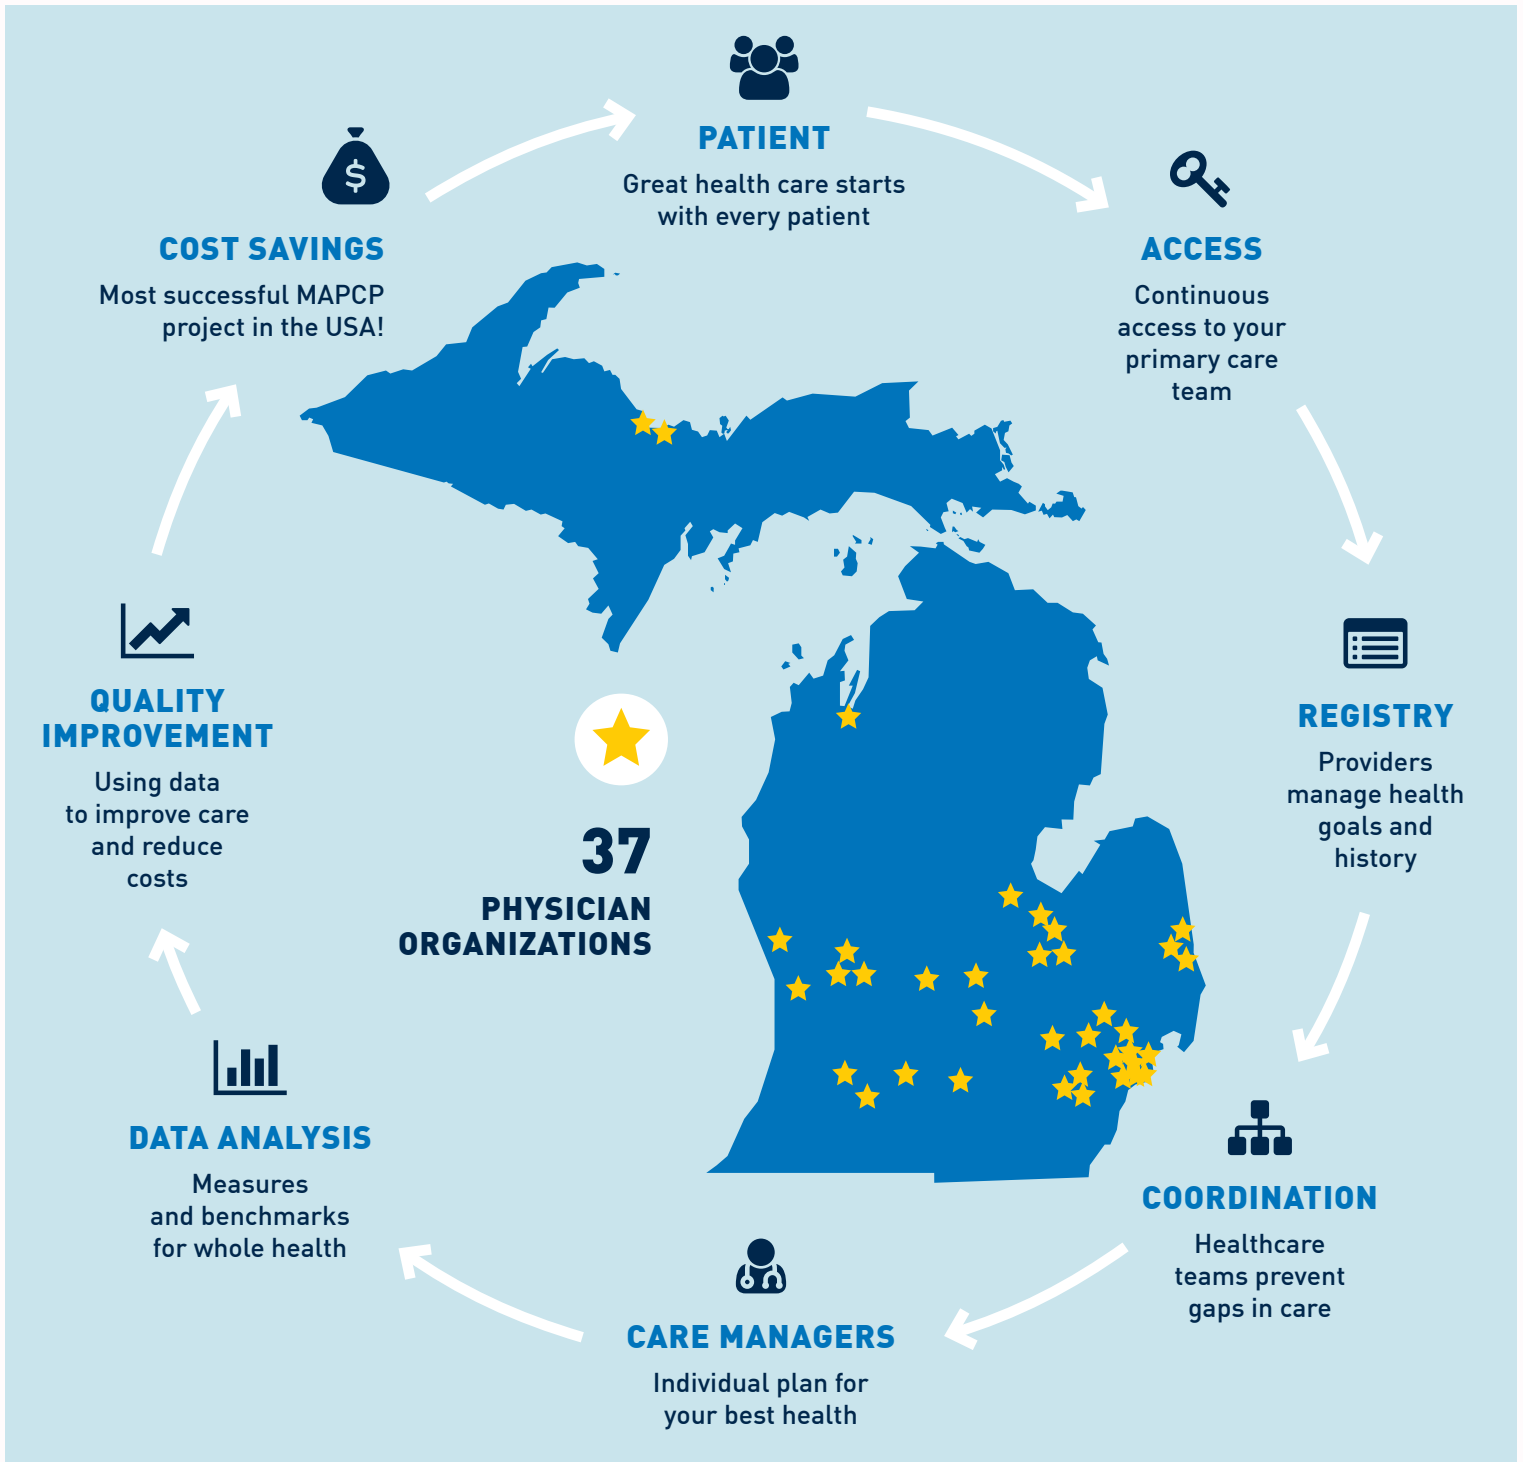 PATIENT
Great health care starts
with every patient
ACCESS
Continuous
access to your
primary care
team
REGISTRY
Providers
manage health
goals and
history
COORDINATION
Healthcare
teams prevent
gaps in care
CARE MANAGERS
Individual plan for
your best health
DATA ANALYSIS
Measures
and benchmarks
for whole health
QUALITY
IMPROVEMENT
Using data
to improve care
and reduce
costs
$
COST SAVINGS
Most successful MAPCP
project in the USA!
37
PHYSICIAN
ORGANIZATIONS